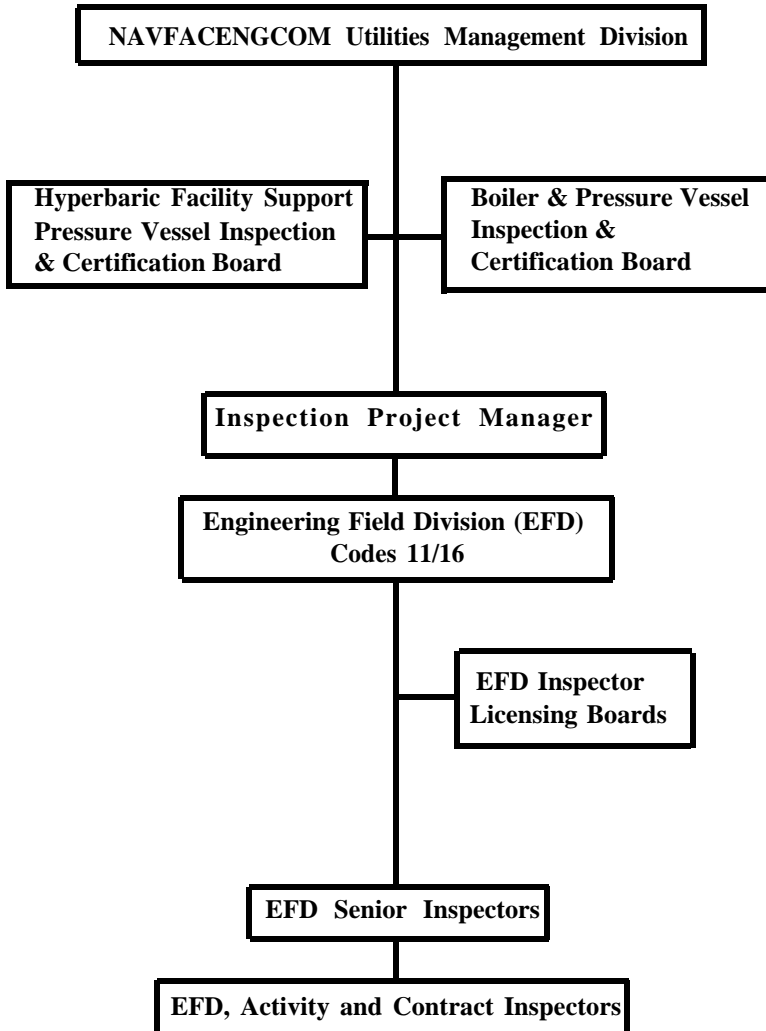 NAVFACENGCOM Utilities Management Division
Hyperbaric Facility Support
Pressure Vessel Inspection
& Certification Board
Boiler & Pressure Vessel
Inspection &
Certification Board
Inspection Project Manager
Engineering Field Division (EFD)
Codes 11/16
EFD Inspector
Licensing Boards
EFD Senior Inspectors
EFD, Activity and Contract Inspectors